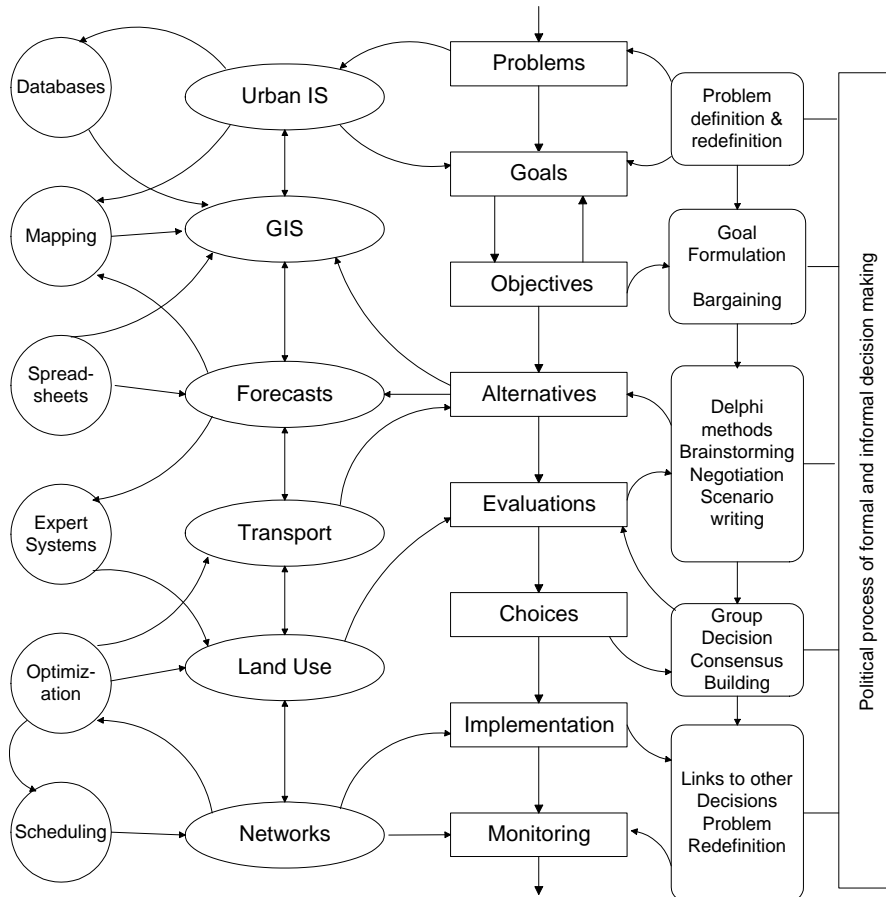 Databases
Mapping
Spread-
sheets
Expert
Systems
Optimiz-
ation
Scheduling
Urban IS
GIS
Forecasts
Transport
Land Use
Networks
Problems
Goals
Objectives
Alternatives
Evaluations
Choices
Implementation
Monitoring
Problem
definition &
redefinition
Goal
Formulation
Bargaining
Delphi
methods
Brainstorming
Negotiation
Scenario
writing
Group
Decision
Consensus
Building
Links to other
Decisions
Problem
Redefinition
Political process of formal and informal decision making